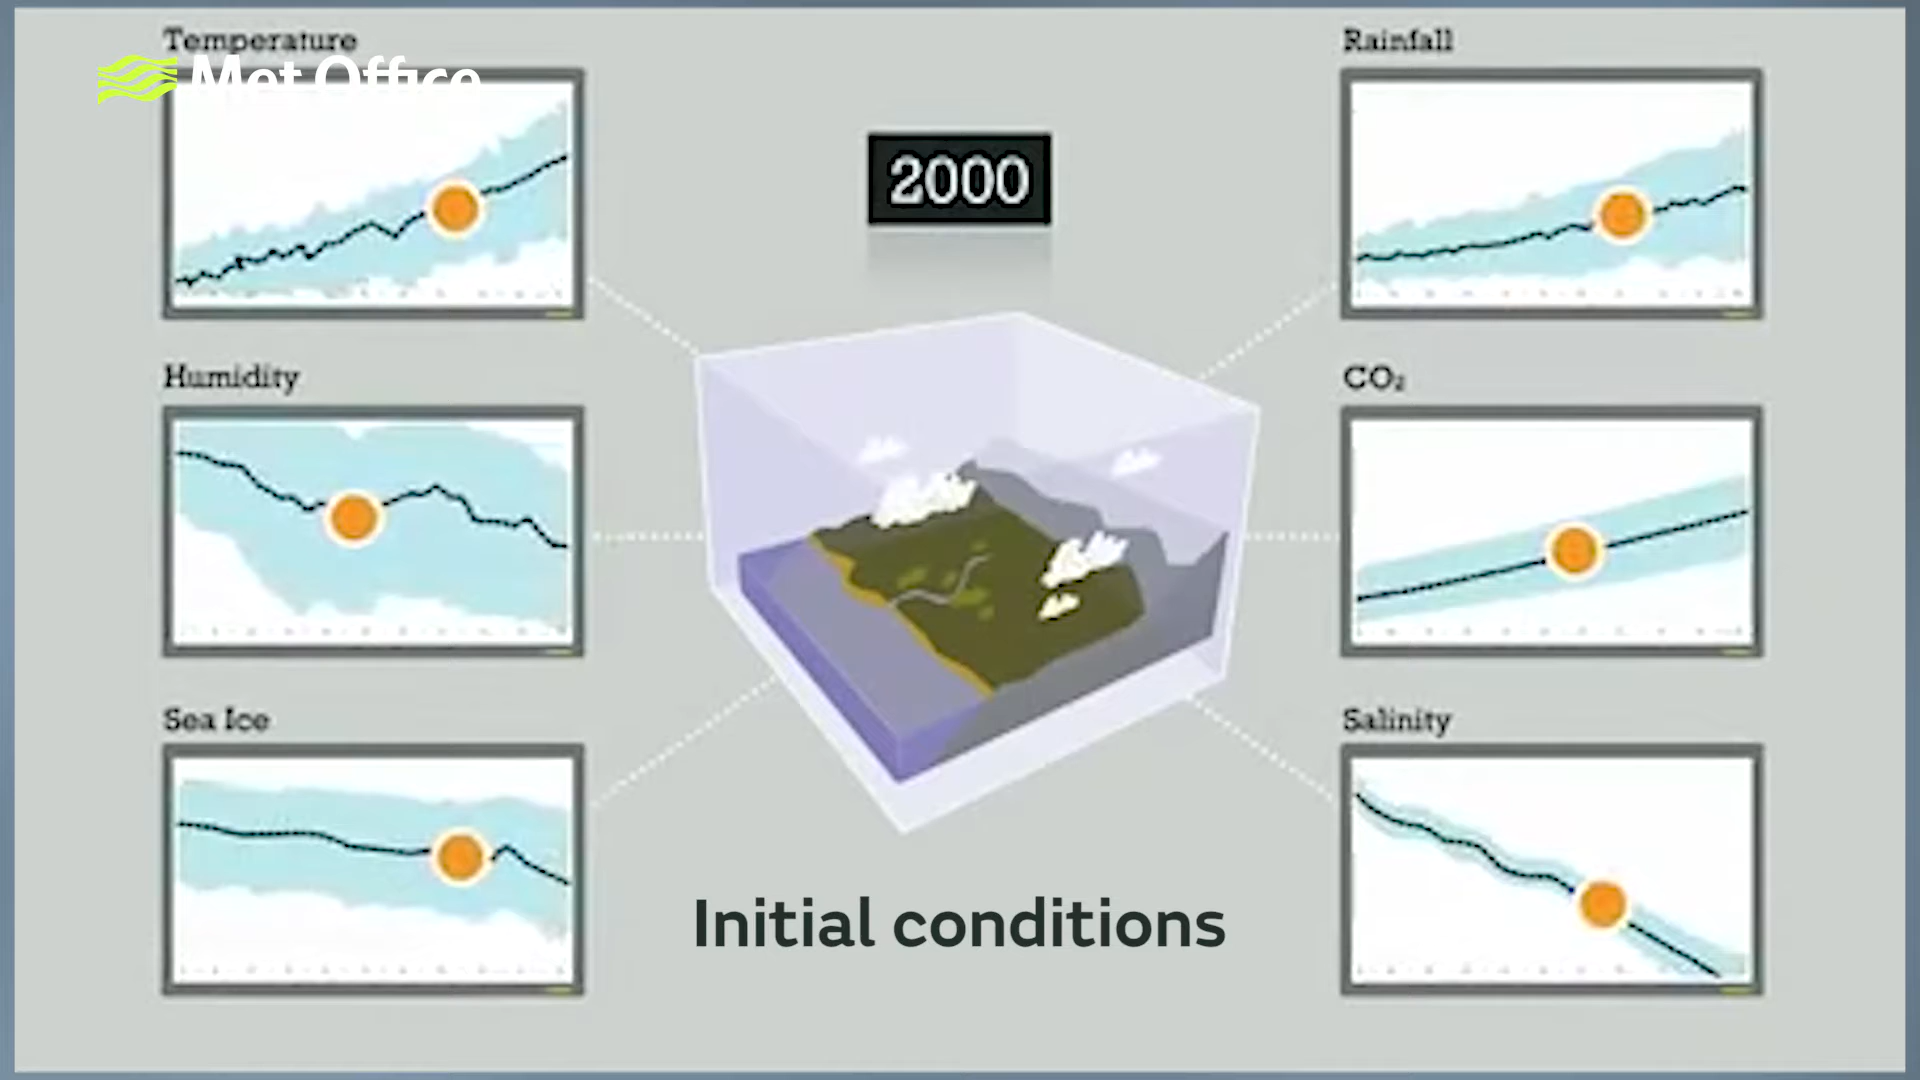 Temperature
Met Office
Rainfall
2000
Humidity
CO₂
Sea Ice
Salinity
Initial conditions